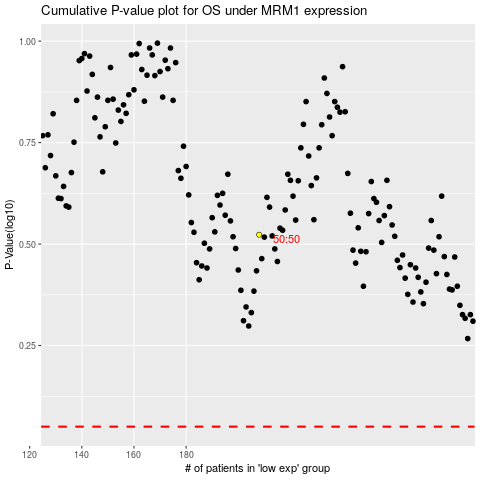 Cumulative P-value plot for OS under MRM1 expression
P-Value(log10)
1.00
0.75
0.50
0.25
50:50
120 140 160 180
# of patients in 'low exp' group